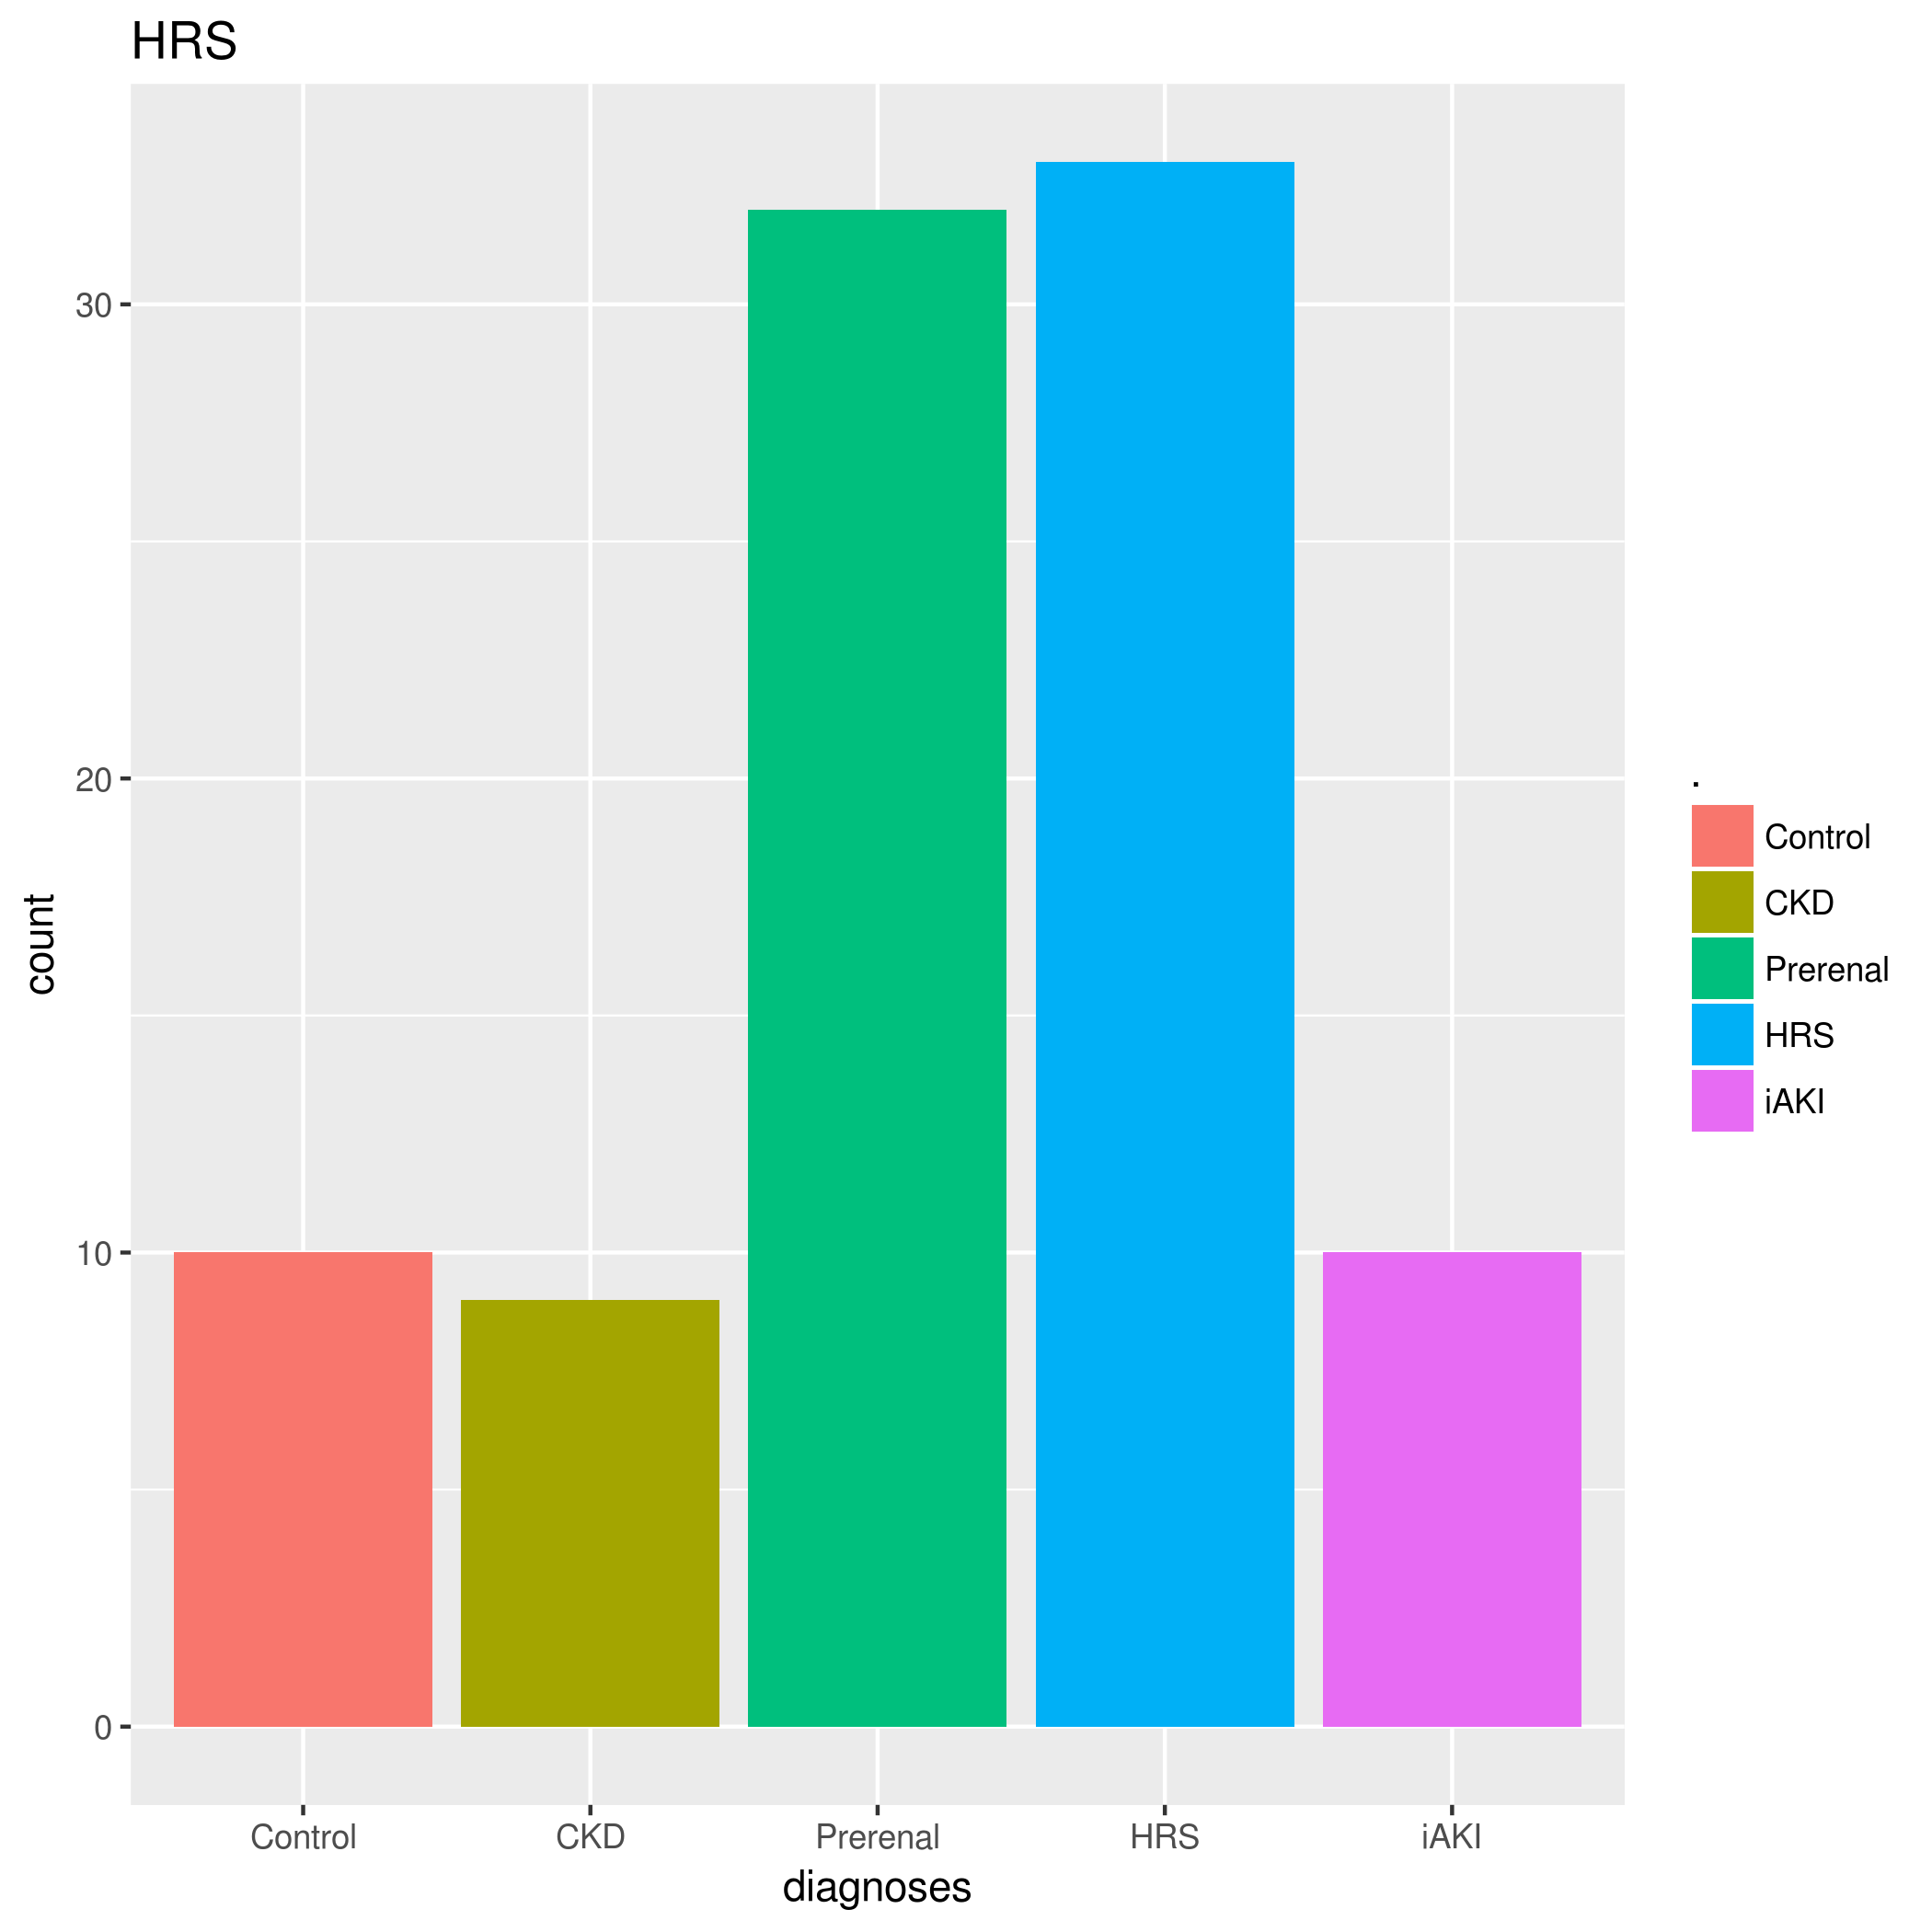 HRS
count
30
20
10
0
Control CKD Prerenal HRS iAKI
diagnoses
.
Control
CKD
Prerenal
HRS
iAKI